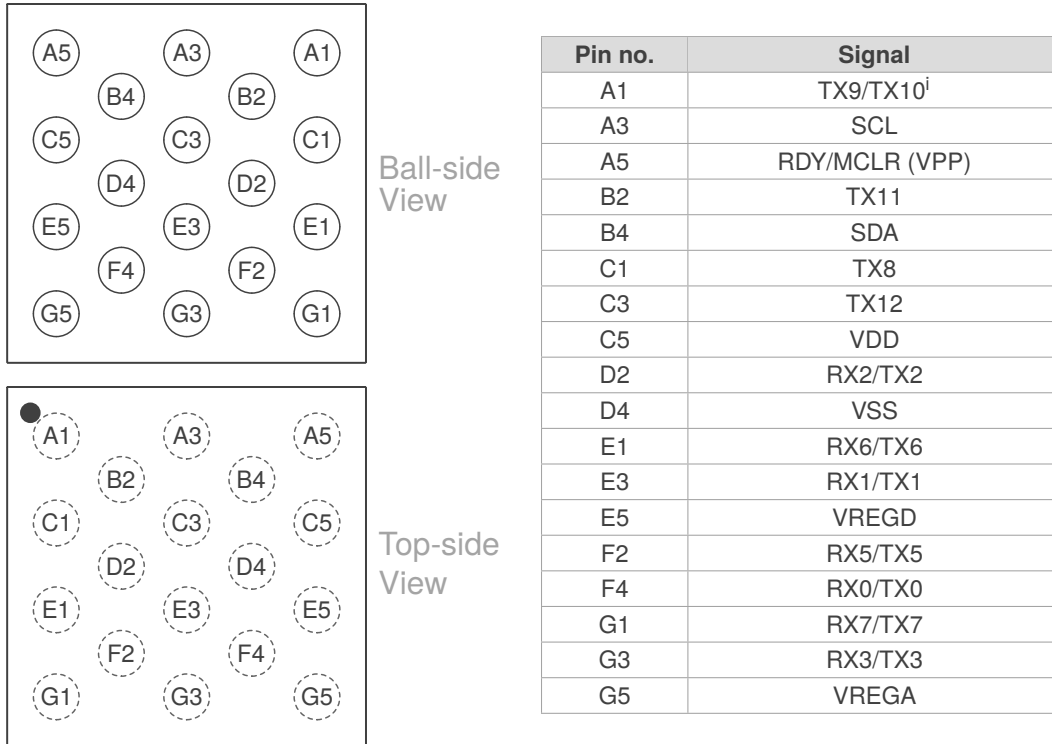 A5 A3 A1
B4 B2
C5 C3 C1
D4 D2
E5 E3 E1
F4 F2
G5 G3 G1
Ball-side
View
A1 A3 A5
B2 B4
C1 C3 C5
D2 D4
E1 E3 E5
F2 F4
G1 G3 G5
Top-side
View
Pin no. Signal
A1 TX9/TX10ⁱ
A3 SCL
A5 RDY/MCLR (VPP)
B2 TX11
B4 SDA
C1 TX8
C3 TX12
C5 VDD
D2 RX2/TX2
D4 VSS
E1 RX6/TX6
E3 RX1/TX1
E5 VREGD
F2 RX5/TX5
F4 RX0/TX0
G1 RX7/TX7
G3 RX3/TX3
G5 VREGA